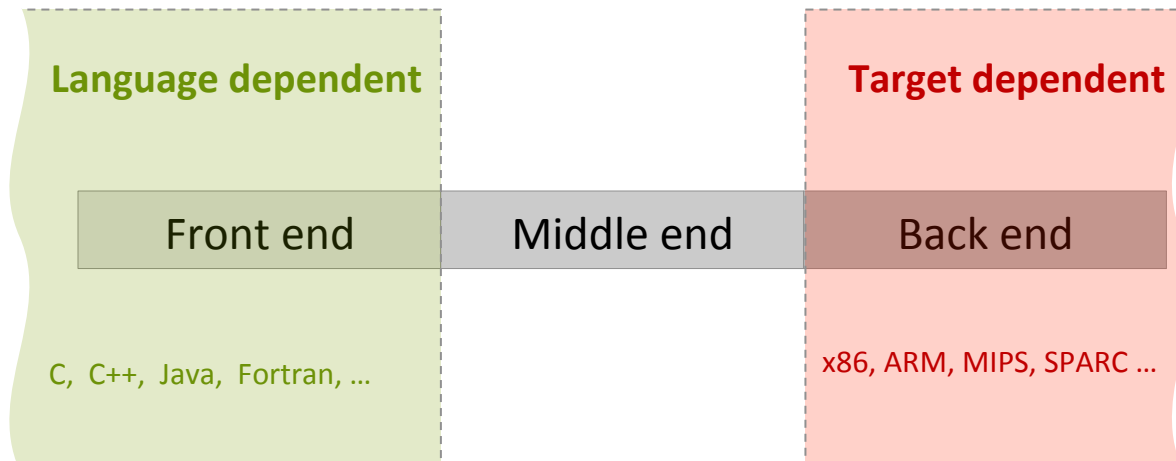 Language dependent
Target dependent
Front end
Middle end
Back end
C, C++, Java, Fortran, …
x86, ARM, MIPS, SPARC …